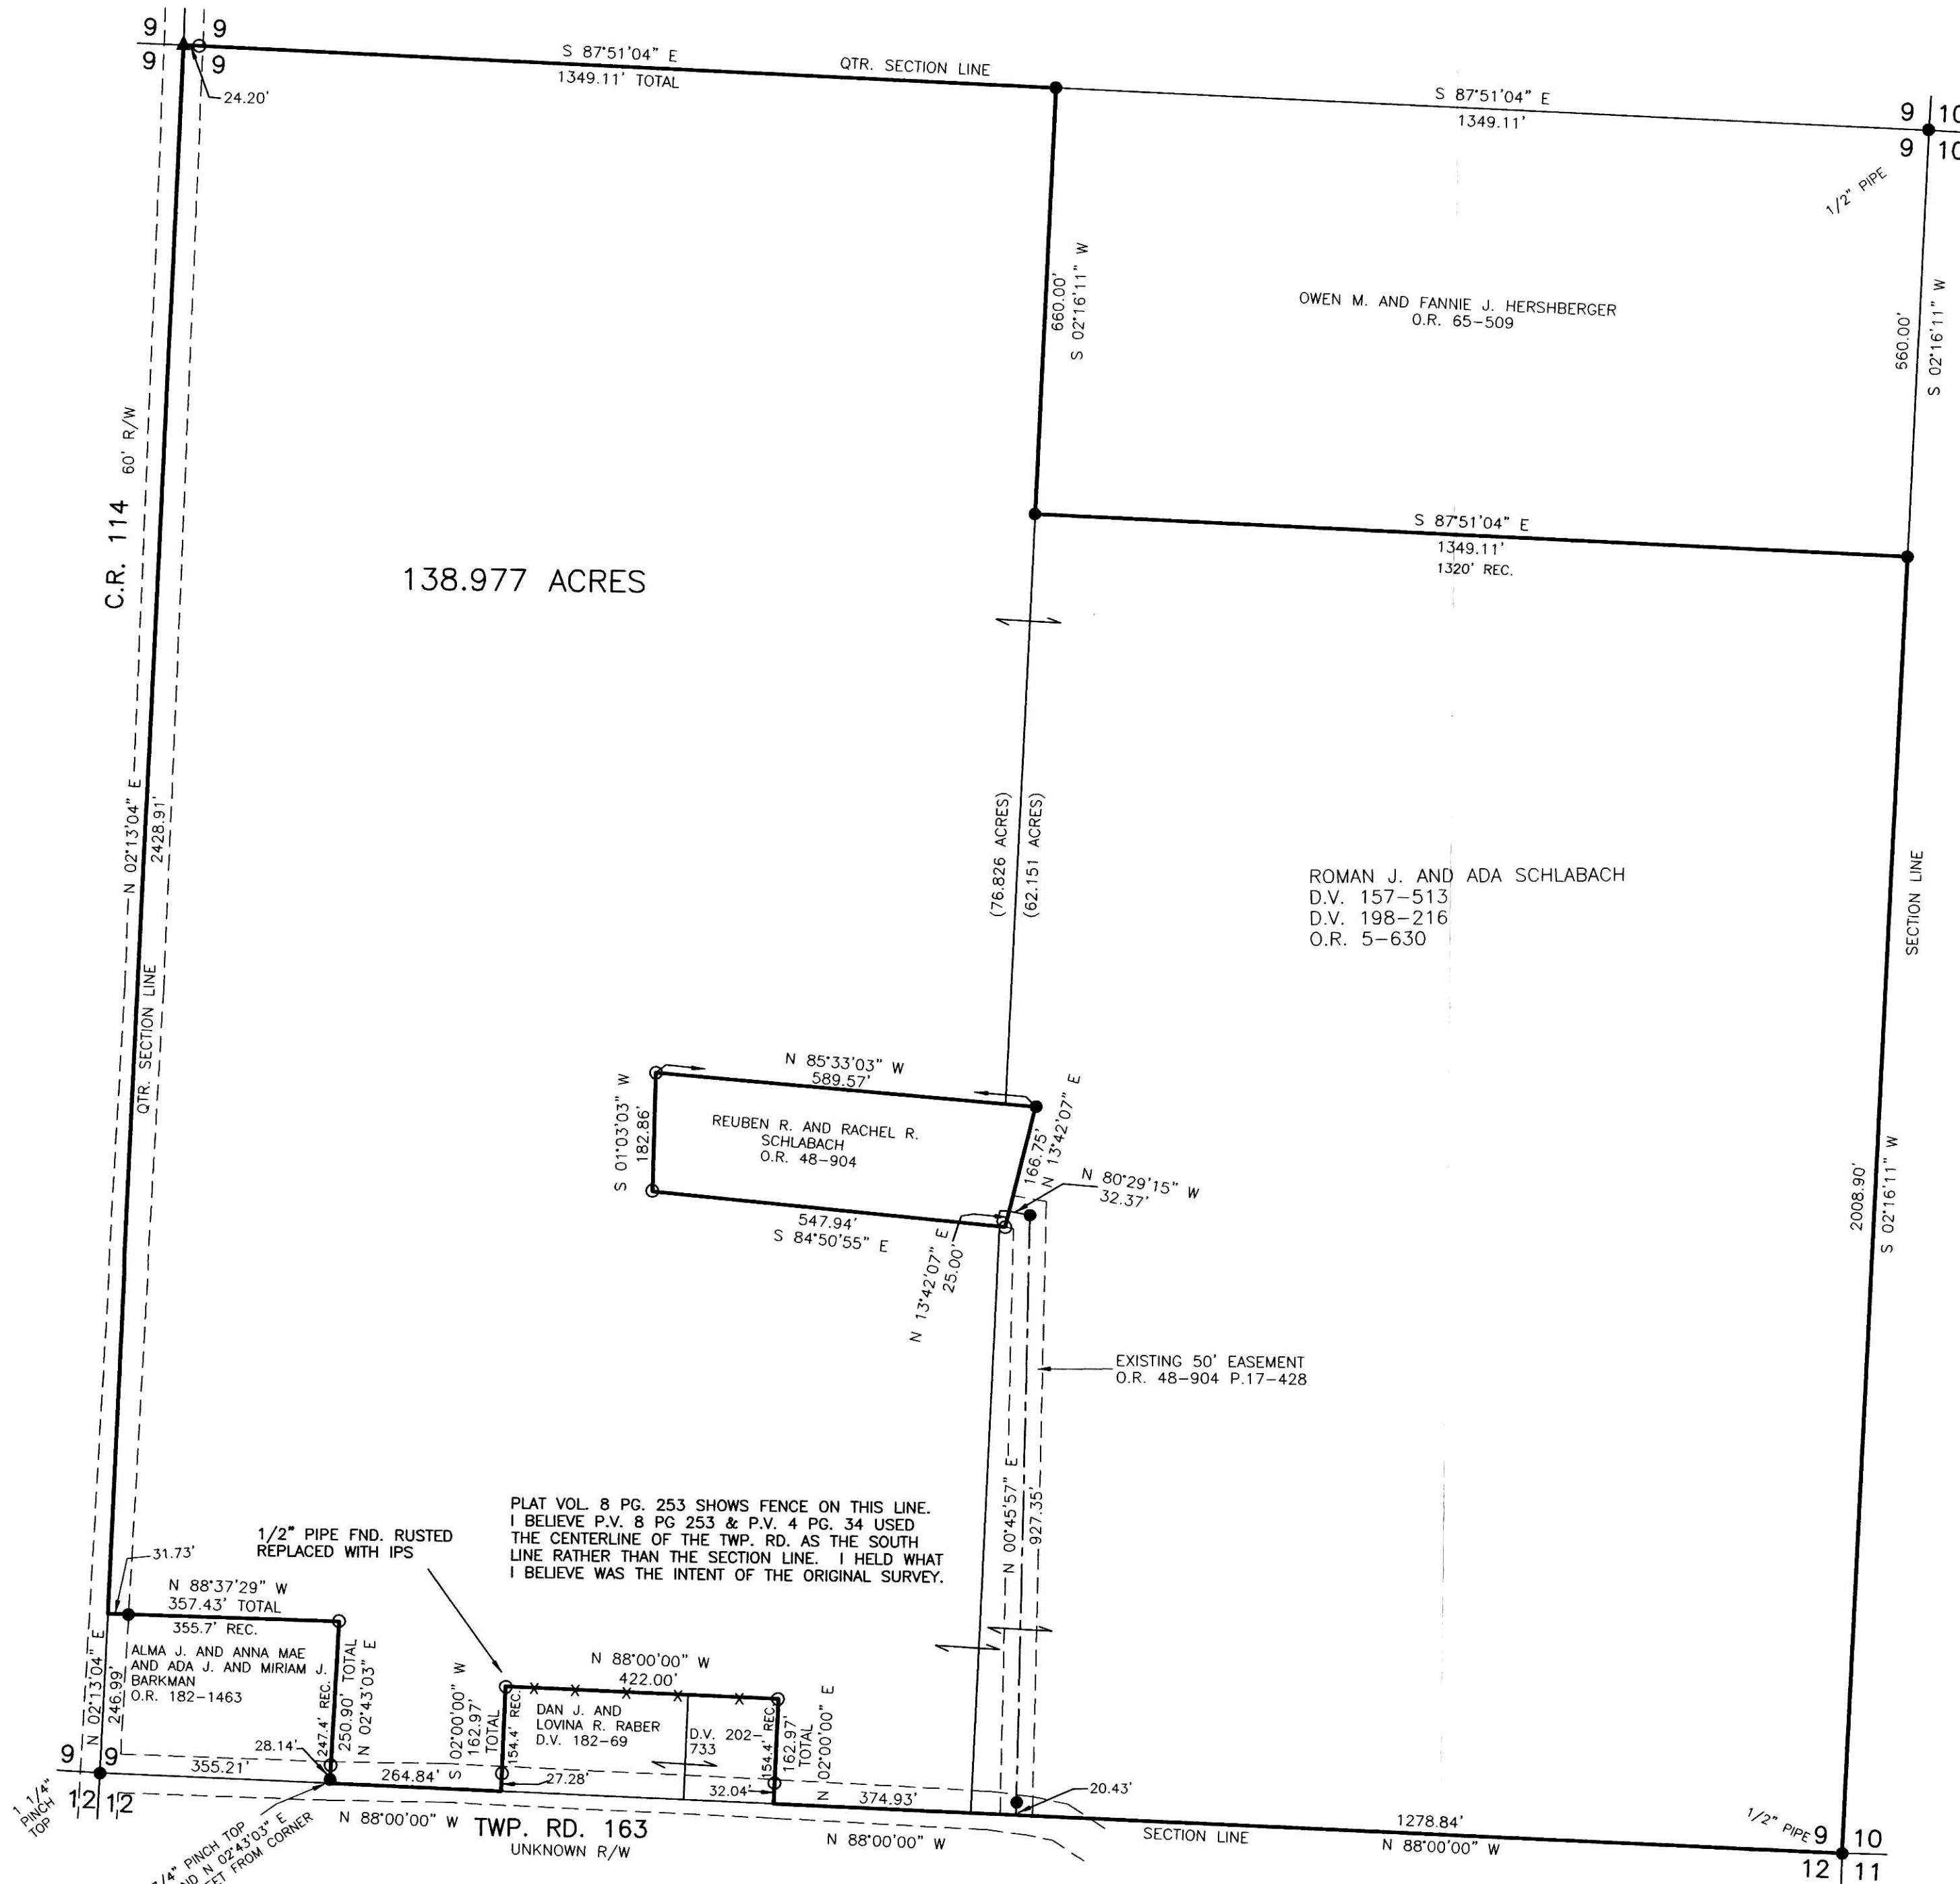 9
9
9
9
24.20'
S 87°51'04" E
1349.11' TOTAL
QTR. SECTION LINE
S 87°51'04" E
1349.11'
9
10
9
10
1/2" PIPE
660.00'
S 02°16'11" W
OWEN M. AND FANNIE J. HERSHBERGER
O.R. 65-509
660.00'
S 02°16'11" W
C.R. 114
60' R/W
S 87°51'04" E
1349.11'
1320' REC.
138.977 ACRES
N 02°13'04" E
2428.91'
QTR. SECTION LINE
(76.826 ACRES)
(62.151 ACRES)
ROMAN J. AND ADA SCHLABACH
D.V. 157-513
D.V. 198-216
O.R. 5-630
SECTION LINE
2008.90'
S 02°16'11" W
N 85°33'03" W
589.57'
S 01°03'03" W
182.86'
REUBEN R. AND RACHEL R.
SCHLABACH
O.R. 48-904
166.75'
N 13°42'07" E
N 80°29'15" W
32.37'
547.94'
S 84°50'55" E
N 13°42'07" E
25.00'
EXISTING 50' EASEMENT
O.R. 48-904 P.17-428
N 00°45'57" E
927.35'
PLAT VOL. 8 PG. 253 SHOWS FENCE ON THIS LINE.
I BELIEVE P.V. 8 PG 253 & P.V. 4 PG. 34 USED
THE CENTERLINE OF THE TWP. RD. AS THE SOUTH
LINE RATHER THAN THE SECTION LINE. I HELD WHAT
I BELIEVE WAS THE INTENT OF THE ORIGINAL SURVEY.
1/2" PIPE FND. RUSTED
REPLACED WITH IPS
31.73'
N 88°37'29" W
357.43' TOTAL
355.7' REC.
ALMA J. AND ANNA MAE
AND ADA J. AND MIRIAM J.
BARKMAN
O.R. 182-1463
N 02°13'04" E
246.99'
247.4' REC.
250.90' TOTAL
N 02°43'03" E
28.14'
S 02°00'00" W
162.97'
TOTAL
154.4' REC.
N 88°00'00" W
422.00'
DAN J. AND
LOVINA R. RABER
D.V. 182-69
D.V. 202-
733
154.4' REC.
162.97'
TOTAL
N 02°00'00" E
9
9
12
12
1 1/4"
PINCH
TOP
355.21'
264.84'
27.28'
32.04'
374.93'
20.43'
1278.84'
N 88°00'00" W
TWP. RD. 163
UNKNOWN R/W
N 88°00'00" W
SECTION LINE
N 88°00'00" W
1/2" PIPE
9
10
12
11
/4" PINCH TOP
ND N 02°43'03" E
ET FROM CORNER